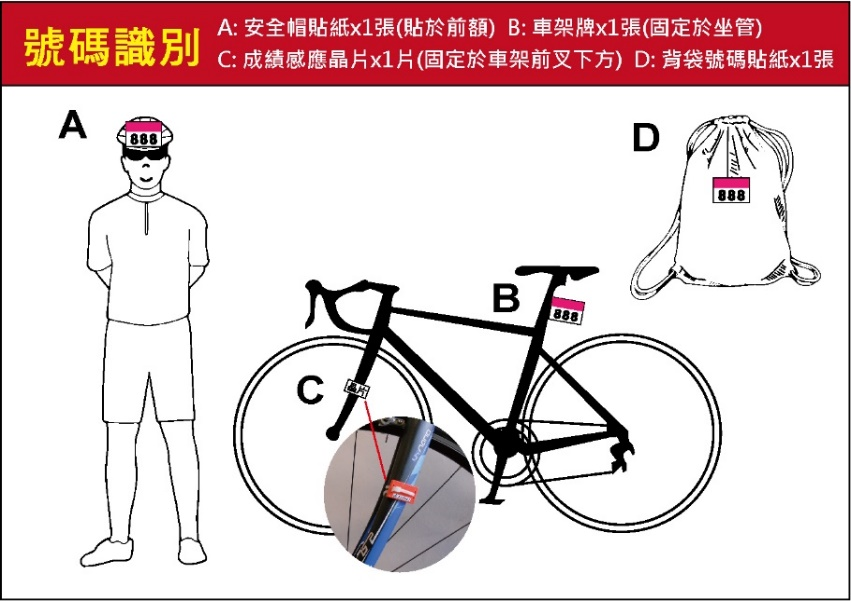 號碼識別
A: 安全帽貼紙x1張(貼於前額) B: 車架牌x1張(固定於坐管)
C: 成績感應晶片x1片(固定於車架前叉下方) D: 背袋號碼貼紙x1張
A
888
D
888
B
888
C
晶片